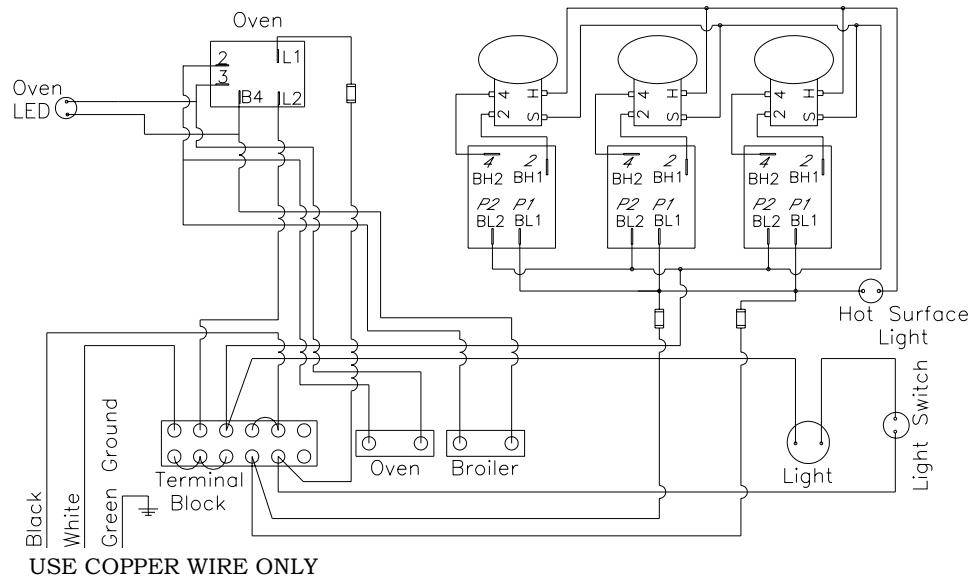 Oven
2
L1
3
B4
L2
Oven
LED
4
H
2
S
4
H
2
S
4
H
2
S
4
2
BH2
BH1
P2
P1
BL2
BL1
4
2
BH2
BH1
P2
P1
BL2
BL1
4
2
BH2
BH1
P2
P1
BL2
BL1
Hot Surface
Light
Light Switch
Light
Oven
Broiler
Terminal
Block
Black
White
Green Ground
USE COPPER WIRE ONLY